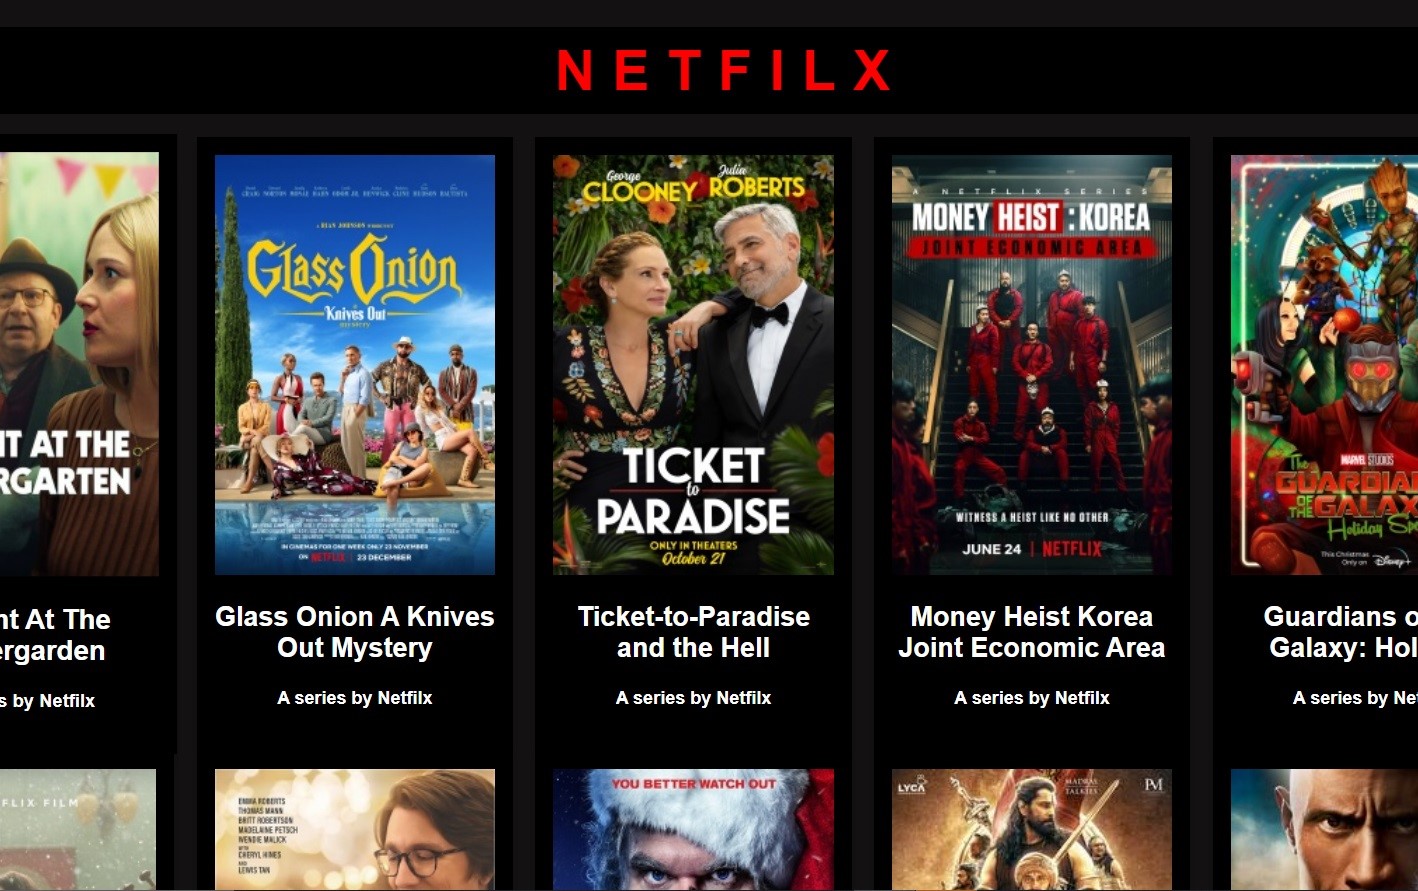 NETFILX
NT AT THE
RGARTEN
nt At The
ergarden
s by Netfilx
A RIAN JOHNSON
Glass Onion
A
Knives Out
mystery
IN CINEMAS FOR ONE WEEK ONLY 23 NOVEMBER
ON NETFLIX 23 DECEMBER
Glass Onion A Knives
Out Mystery
A series by Netfilx
George Julia
CLOONEY ROBERTS
TICKET
to
PARADISE
ONLY IN THEATERS
October 21
Ticket-to-Paradise
and the Hell
A series by Netfilx
A NETFLIX SERIES
MONEY HEIST : KOREA
JOINT ECONOMIC AREA
WITNESS A HEIST LIKE NO OTHER
JUNE 24 | NETFLIX
Money Heist Korea
Joint Economic Area
A series by Netfilx
MARVEL STUDIOS
The
GUARDIA
OF THE GALAX
Holiday Sp
This Christmas
Only on Disney+
Guardians o
Galaxy: Hol
A series by Ne
FLIX FILM
EMMA ROBERTS
THOMAS MANN
BRITT ROBERTSON
MADELAINE PETSCH
WENDIE MALICK
WITH
CHERYL HINES
AND
LEWIS TAN
YOU BETTER WATCH OUT
LYCA
MADRAS
TALKIES